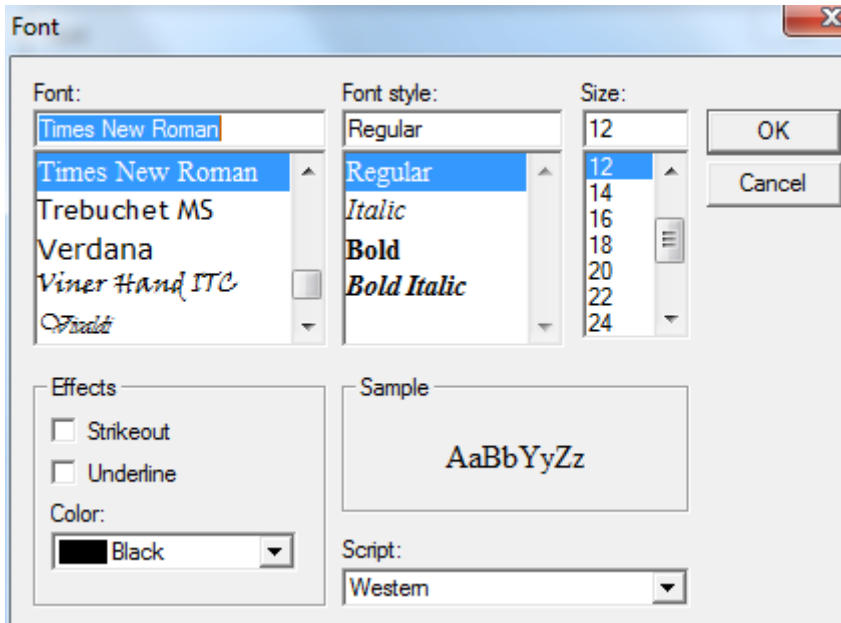 Font
Font:
Times New Roman
Times New Roman
Trebuchet MS
Verdana
Viner Hand ITC
Vivaldi
Font style:
Regular
Regular
Italic
Bold
Bold Italic
Size:
12
12
14
16
18
20
22
24
OK
Cancel
Effects
Strikeout
Underline
Color:
Black
Sample
AaBbYyZz
Script:
Western